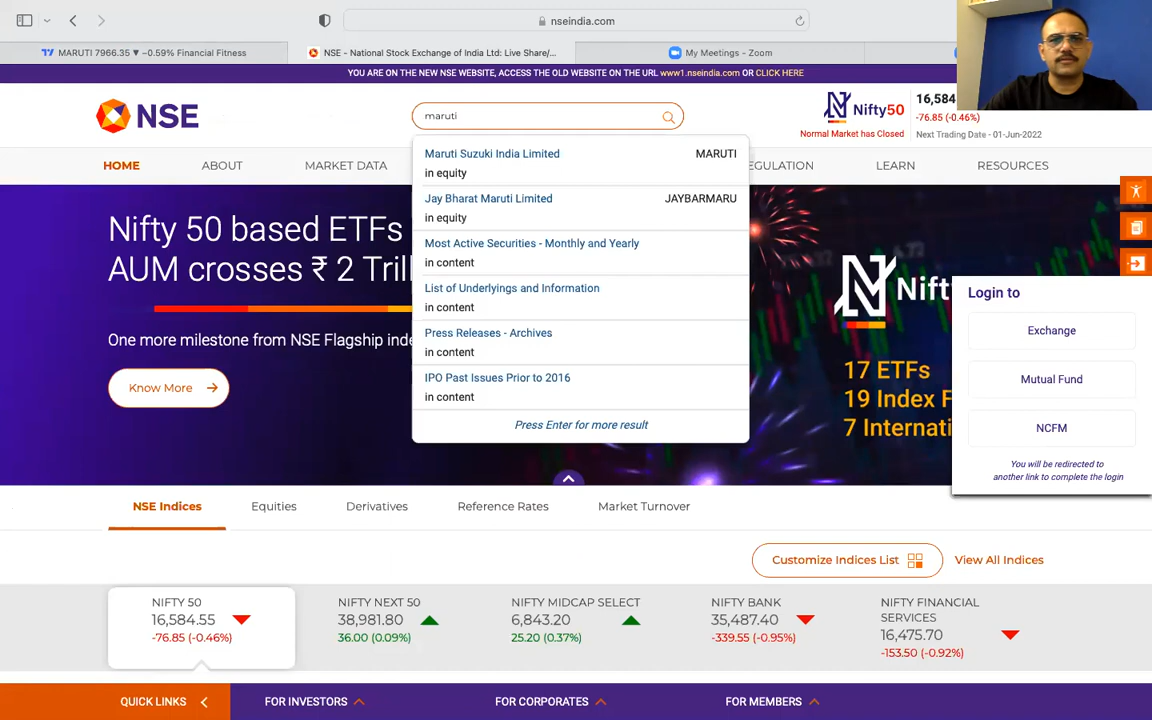 nseindia.com
MARUTI 7966.35 ▼ −0.59% Financial Fitness
NSE - National Stock Exchange of India Ltd: Live Share/...
My Meetings - Zoom
YOU ARE ON THE NEW NSE WEBSITE, ACCESS THE OLD WEBSITE ON THE URL www1.nseindia.com OR CLICK HERE
NSE
maruti
Nifty50
Normal Market has Closed
16,584
-76.85 (-0.46%)
Next Trading Date - 01-Jun-2022
HOME
ABOUT
MARKET DATA
EGULATION
LEARN
RESOURCES
Maruti Suzuki India Limited MARUTI
in equity
Jay Bharat Maruti Limited JAYBARMARU
in equity
Most Active Securities - Monthly and Yearly
in content
List of Underlyings and Information
in content
Press Releases - Archives
in content
IPO Past Issues Prior to 2016
in content
Press Enter for more result
Nifty 50 based ETFs
AUM crosses ₹ 2 Trill
One more milestone from NSE Flagship inde
Know More
Nifty
17 ETFs
19 Index F
7 Internati
Login to
Exchange
Mutual Fund
NCFM
You will be redirected to
another link to complete the login
NSE Indices
Equities
Derivatives
Reference Rates
Market Turnover
Customize Indices List
View All Indices
NIFTY 50
16,584.55
-76.85 (-0.46%)
NIFTY NEXT 50
38,981.80
36.00 (0.09%)
NIFTY MIDCAP SELECT
6,843.20
25.20 (0.37%)
NIFTY BANK
35,487.40
-339.55 (-0.95%)
NIFTY FINANCIAL
SERVICES
16,475.70
-153.50 (-0.92%)
QUICK LINKS
FOR INVESTORS
FOR CORPORATES
FOR MEMBERS